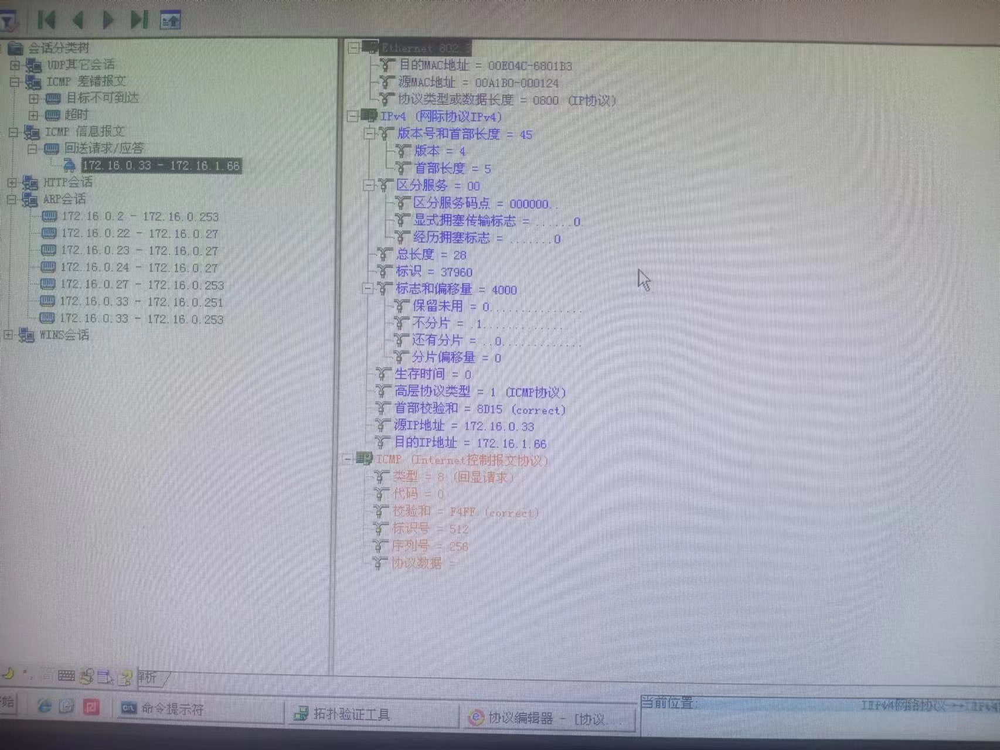 会话分类树
UDP其它会话
ICMP 差错报文
目标不可到达
超时
ICMP 信息报文
回送请求/应答
172.16.0.33 - 172.16.1.66
HTTP会话
ARP会话
172.16.0.2 - 172.16.0.253
172.16.0.22 - 172.16.0.27
172.16.0.23 - 172.16.0.27
172.16.0.24 - 172.16.0.27
172.16.0.27 - 172.16.0.253
172.16.0.33 - 172.16.0.251
172.16.0.33 - 172.16.0.253
WINS会话
Ethernet 802.3
目的MAC地址 = 00E04C-6801B3
源MAC地址 = 00A1B0-000124
协议类型或数据长度 = 0800 (IP协议)
IPv4 (网际协议IPv4)
版本号和首部长度 = 45
版本 = 4
首部长度 = 5
区分服务 = 00
区分服务码点 = 000000..
显式拥塞传输标志 = ......0.
经历拥塞标志 = .......0
总长度 = 28
标识 = 37960
标志和偏移量 = 4000
保留未用 = 0...............
不分片 = .1..............
还有分片 = ..0.............
分片偏移量 = 0
生存时间 = 0
高层协议类型 = 1 (ICMP协议)
首部校验和 = 8D15 (correct)
源IP地址 = 172.16.0.33
目的IP地址 = 172.16.1.66
ICMP (Internet控制报文协议)
类型 = 8 (回显请求)
代码 = 0
校验和 = F4FF (correct)
标识号 = 512
序列号 = 256
协议数据 =
解析
始
命令提示符
拓扑验证工具
协议编辑器 - [协议...
当前位置: